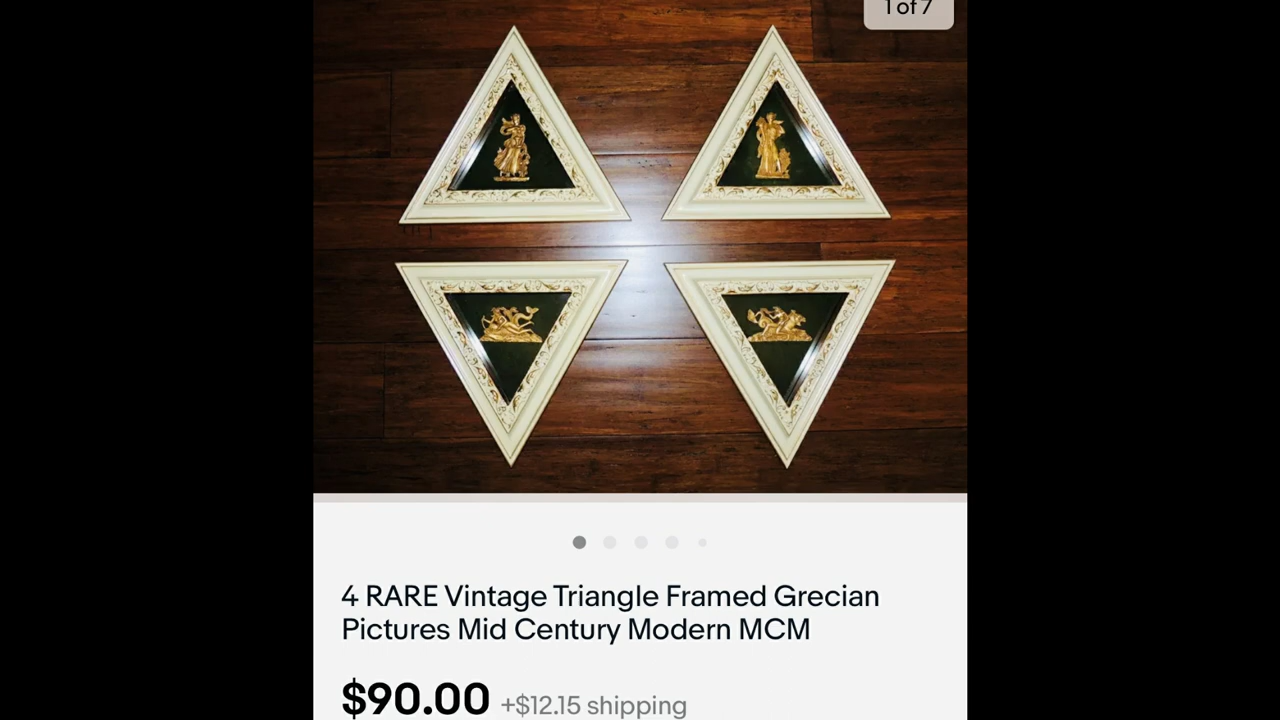 1 of 7
4 RARE Vintage Triangle Framed Grecian
Pictures Mid Century Modern MCM
$90.00 +$12.15 shipping